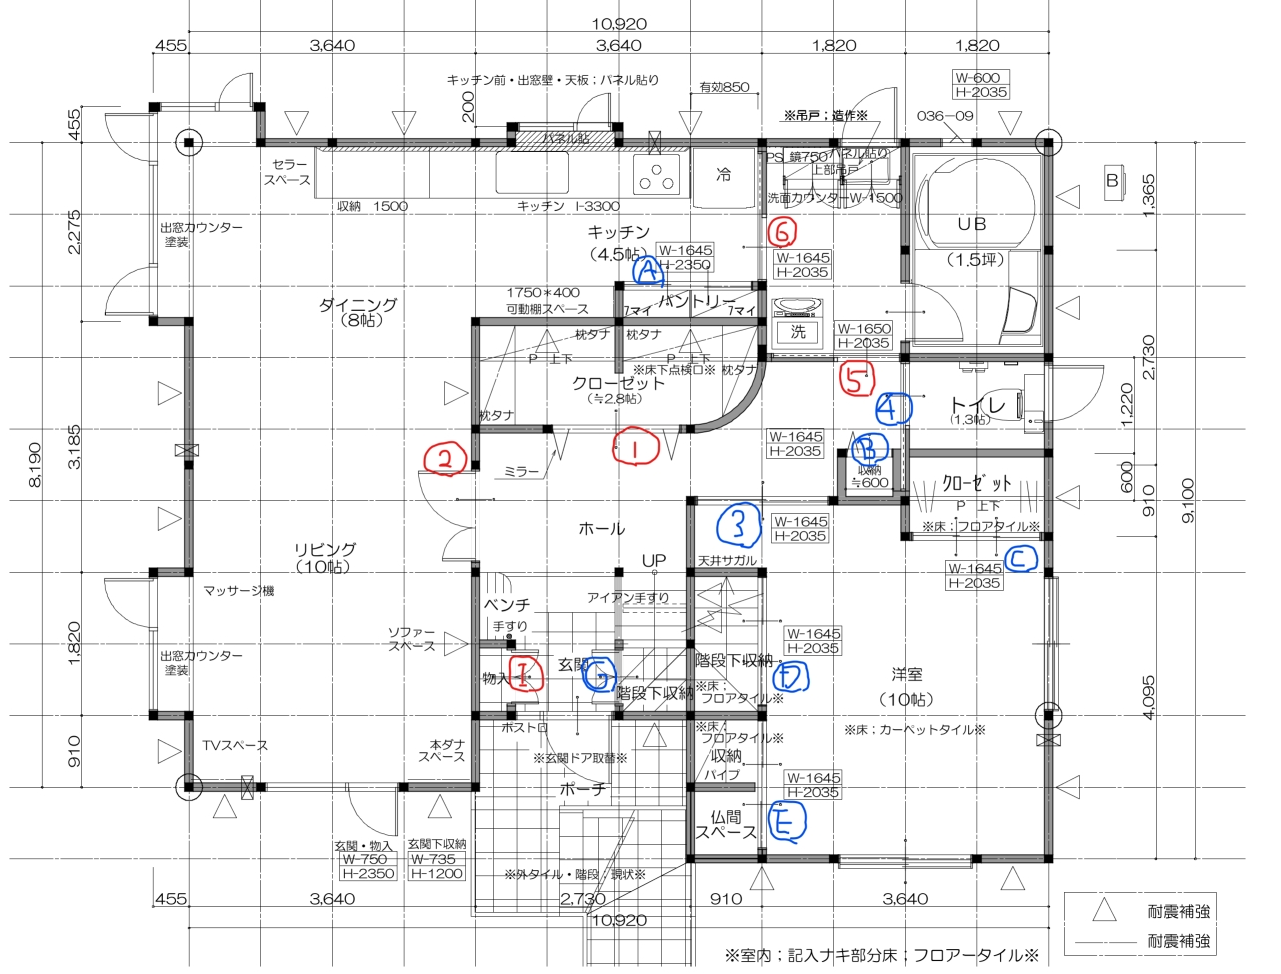 10,920
455
3,640
3,640
1,820
1,820
キッチン前・出窓壁・天板；パネル貼り
200
有効850
W-600
H-2035
※吊戸；造作※
036-09
455
パネル貼
PS 鏡750
パネル貼り
上部吊戸
セラー
スペース
冷
洗面カウンターW-1500
B
1,365
収納 1500
キッチン I-3300
UB
(1.5坪)
2,275
出窓カウンター
塗装
キッチン
(4.5帖)
W-1645
H-2350
A
6
W-1645
H-2035
ダイニング
(8帖)
1750*400
可動棚スペース
7マイ
パントリー
7マイ
洗
W-1650
H-2035
枕タナ
枕タナ
P 上下
P 上下
※床下点検口※
枕タナ
クローゼット
(≒2.8帖)
枕タナ
5
4
トイレ
(1.3帖)
2,730
1,220
8,190
3,185
2
ミラー
1
W-1645
H-2035
B
収納
≒600
クローゼット
P 上下
※床；フロアタイル※
600
910
9,100
ホール
3
W-1645
H-2035
リビング
(10帖)
UP
天井サガル
W-1645
H-2035
C
マッサージ機
ベンチ
手すり
アイアン手すり
1,820
ソファー
スペース
出窓カウンター
塗装
W-1645
H-2035
物入
I
玄関
G
階段下収納
階段下収納
※床；
フロアタイル※
D
洋室
(10帖)
4,095
※床：カーペットタイル※
910
TVスペース
本ダナ
スペース
ポストロ
※玄関ドア取替※
※床；
フロアタイル※
収納
パイプ
W-1645
H-2035
ポーチ
仏間
スペース
E
玄関・物入
W-750
H-2350
玄関下収納
W-735
H-1200
※外タイル・階段；現状※
455
3,640
2,730
910
3,640
10,920
耐震補強
耐震補強
※室内；記入ナキ部分床；フロアータイル※